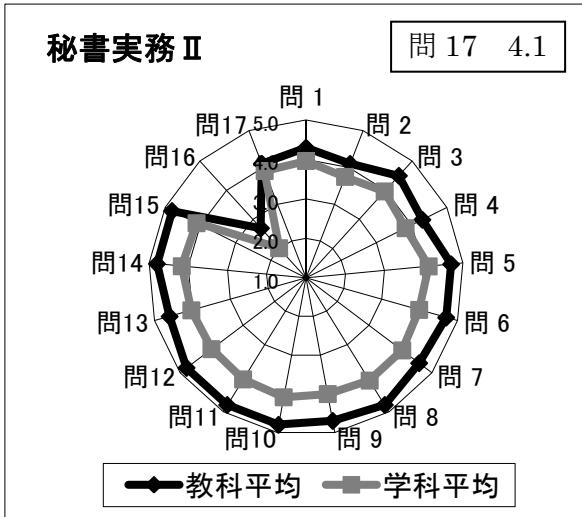 秘書実務Ⅱ
問 17 4.1
問 1
問 2
問 3
問 4
問 5
問 6
問 7
問 8
問 9
問10
問11
問12
問13
問14
問15
問16
問17
5.0
4.0
3.0
2.0
1.0
教科平均
学科平均